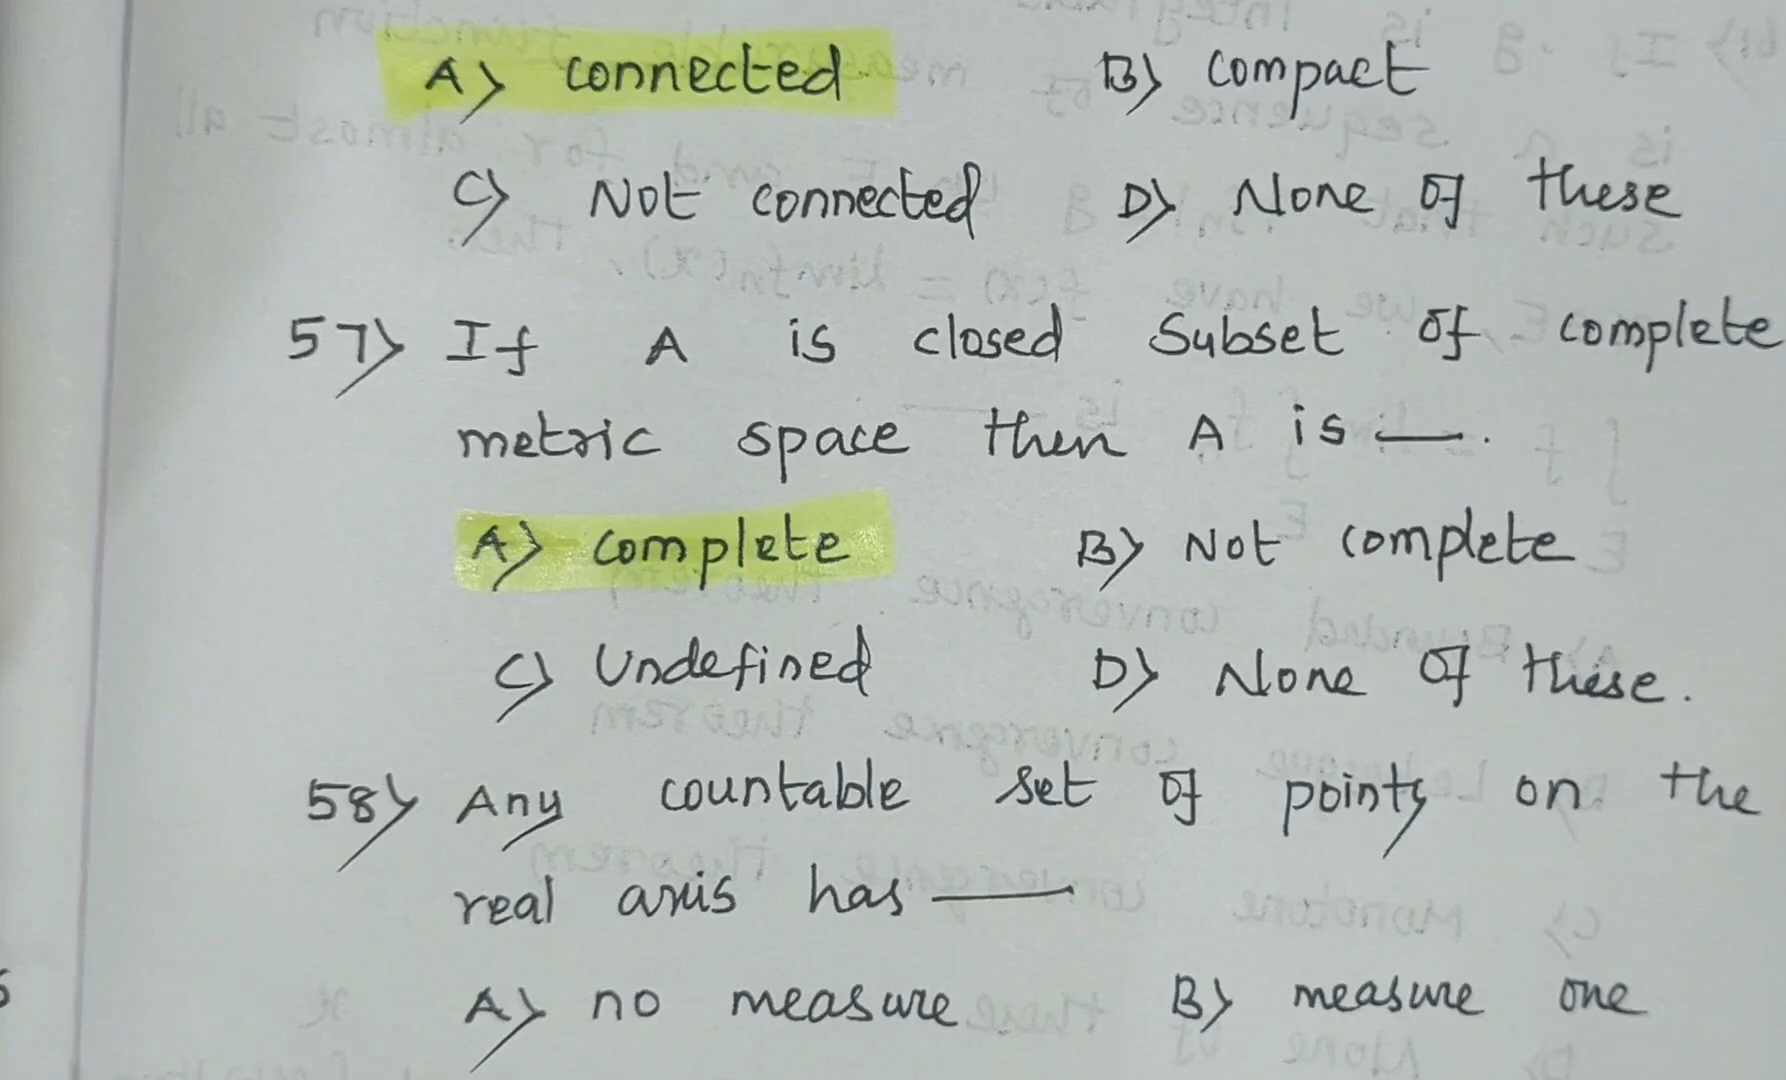 A) connected B) compact
C) Not connected D) None of these
57) If A is closed subset of complete
metric space then A is —.
A) complete B) Not complete
C) Undefined D) None of these.
58) Any countable set of points on the
real axis has —
A) no measure B) measure one